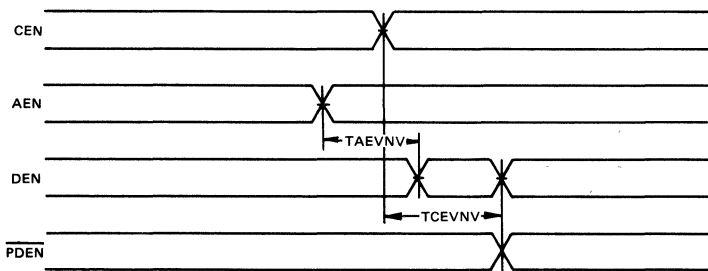 CEN
AEN
TAEVNV
DEN
TCEVNV
PDEN